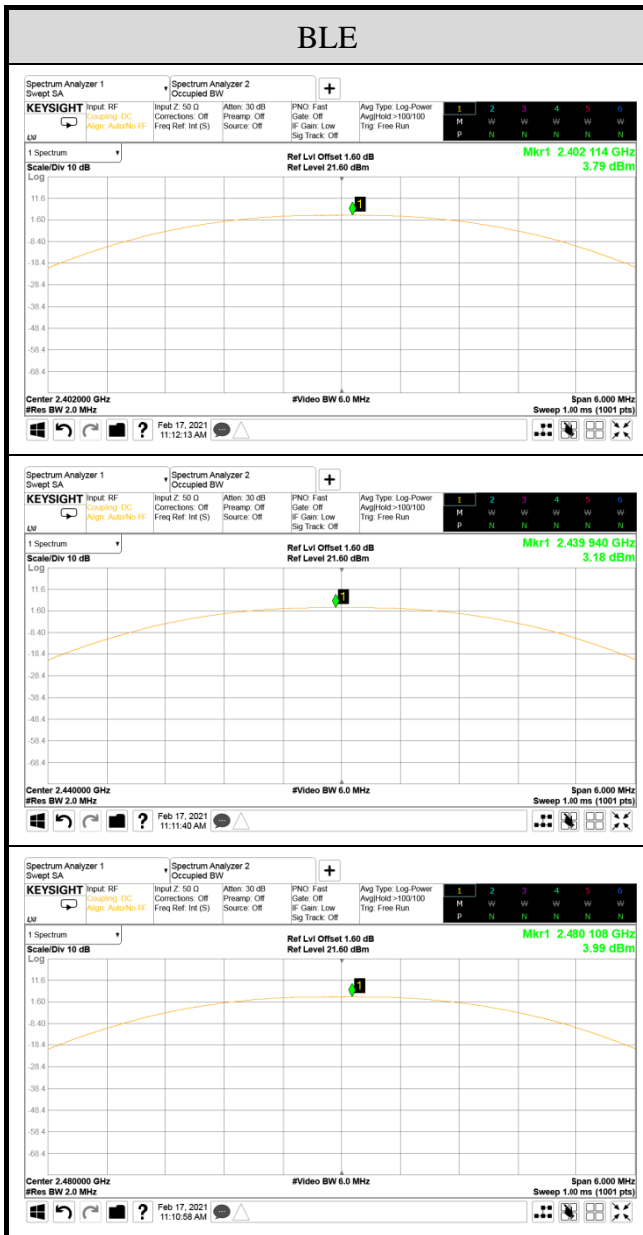 BLE
Spectrum Analyzer 1
Swept SA
Spectrum Analyzer 2
Occupied BW
+
KEYSIGHT
Input: RF
Coupling: DC
Align: Auto/No RF
Input Z: 50 Ω
Corrections: Off
Freq Ref: Int (S)
Atten: 30 dB
Preamp: Off
Source: Off
PNO: Fast
Gate: Off
IF Gain: Low
Sig Track: Off
Avg Type: Log-Power
Avg|Hold:>100/100
Trig: Free Run
1 2 3 4 5 6
M W W W W W
P N N N N N
LXI
1 Spectrum
Scale/Div 10 dB
Log
Ref Lvl Offset 1.60 dB
Ref Level 21.60 dBm
Mkr1 2.402 114 GHz
3.79 dBm
1
11.6
1.60
-8.40
-18.4
-28.4
-38.4
-48.4
-58.4
-68.4
Center 2.402000 GHz
#Res BW 2.0 MHz
#Video BW 6.0 MHz
Span 6.000 MHz
Sweep 1.00 ms (1001 pts)
?
Feb 17, 2021
11:12:13 AM
Spectrum Analyzer 1
Swept SA
Spectrum Analyzer 2
Occupied BW
+
KEYSIGHT
Input: RF
Coupling: DC
Align: Auto/No RF
Input Z: 50 Ω
Corrections: Off
Freq Ref: Int (S)
Atten: 30 dB
Preamp: Off
Source: Off
PNO: Fast
Gate: Off
IF Gain: Low
Sig Track: Off
Avg Type: Log-Power
Avg|Hold:>100/100
Trig: Free Run
1 2 3 4 5 6
M W W W W W
P N N N N N
LXI
1 Spectrum
Scale/Div 10 dB
Log
Ref Lvl Offset 1.60 dB
Ref Level 21.60 dBm
Mkr1 2.439 940 GHz
3.18 dBm
1
11.6
1.60
-8.40
-18.4
-28.4
-38.4
-48.4
-58.4
-68.4
Center 2.440000 GHz
#Res BW 2.0 MHz
#Video BW 6.0 MHz
Span 6.000 MHz
Sweep 1.00 ms (1001 pts)
?
Feb 17, 2021
11:11:40 AM
Spectrum Analyzer 1
Swept SA
Spectrum Analyzer 2
Occupied BW
+
KEYSIGHT
Input: RF
Coupling: DC
Align: Auto/No RF
Input Z: 50 Ω
Corrections: Off
Freq Ref: Int (S)
Atten: 30 dB
Preamp: Off
Source: Off
PNO: Fast
Gate: Off
IF Gain: Low
Sig Track: Off
Avg Type: Log-Power
Avg|Hold:>100/100
Trig: Free Run
1 2 3 4 5 6
M W W W W W
P N N N N N
LXI
1 Spectrum
Scale/Div 10 dB
Log
Ref Lvl Offset 1.60 dB
Ref Level 21.60 dBm
Mkr1 2.480 108 GHz
3.99 dBm
1
11.6
1.60
-8.40
-18.4
-28.4
-38.4
-48.4
-58.4
-68.4
Center 2.480000 GHz
#Res BW 2.0 MHz
#Video BW 6.0 MHz
Span 6.000 MHz
Sweep 1.00 ms (1001 pts)
?
Feb 17, 2021
11:10:58 AM